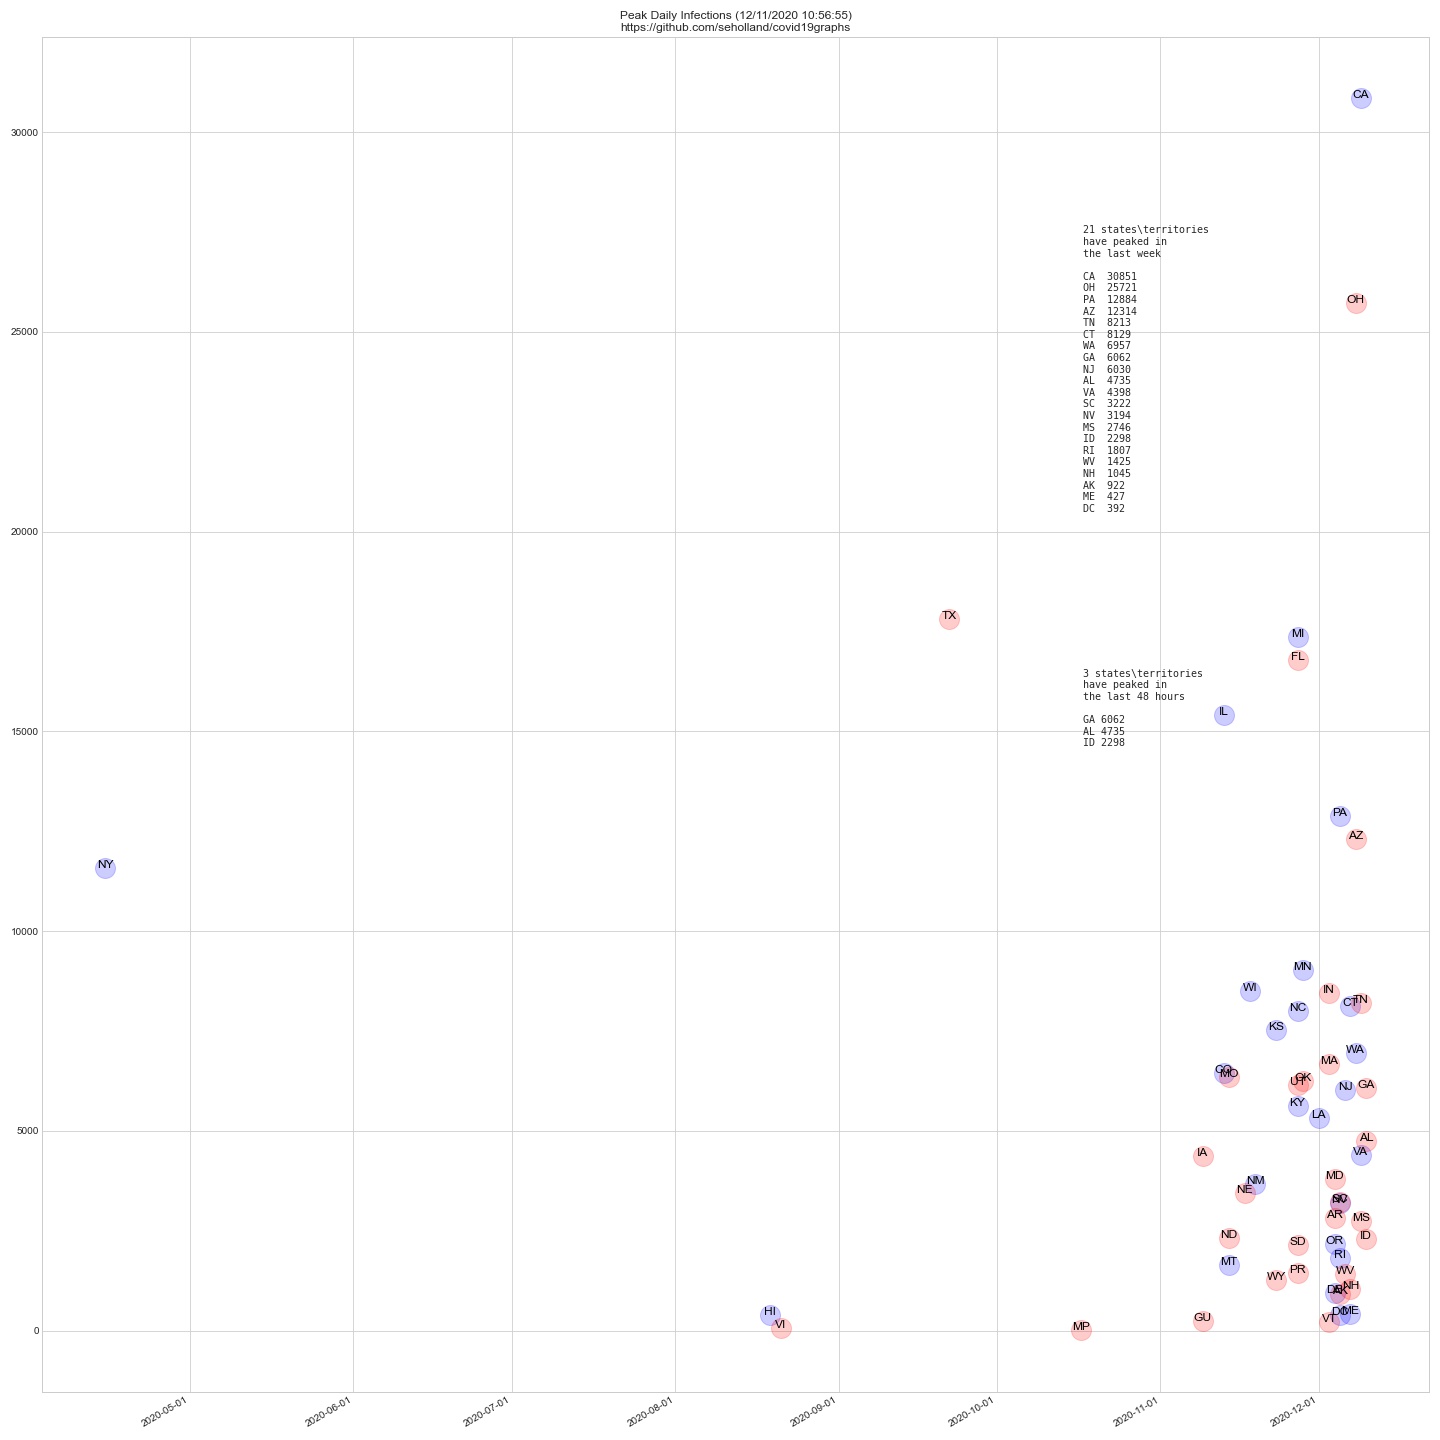 Peak Daily Infections (12/11/2020 10:56:55)
https://github.com/seholland/covid19graphs
CA
30000
21 states\territories
have peaked in
the last week
CA 30851
OH 25721
PA 12884
AZ 12314
TN 8213
CT 8129
WA 6957
GA 6062
NJ 6030
AL 4735
VA 4398
SC 3222
NV 3194
MS 2746
ID 2298
RI 1807
WV 1425
NH 1045
AK 922
ME 427
DC 392
OH
25000
20000
TX
MI
FL
3 states\territories
have peaked in
the last 48 hours
GA 6062
AL 4735
ID 2298
IL
15000
PA
AZ
NY
10000
MN
WI
IN
TN
CT
NC
KS
WA
MA
CO
MO
OK
UT
GA
NJ
KY
LA
5000
AL
VA
IA
MD
NM
NE
SC
NV
AR
MS
ND
ID
OR
SD
RI
MT
PR
WV
WY
NH
DE
AK
HI
DC
ME
GU
VT
VI
MP
0
2020-05-01
2020-06-01
2020-07-01
2020-08-01
2020-09-01
2020-10-01
2020-11-01
2020-12-01